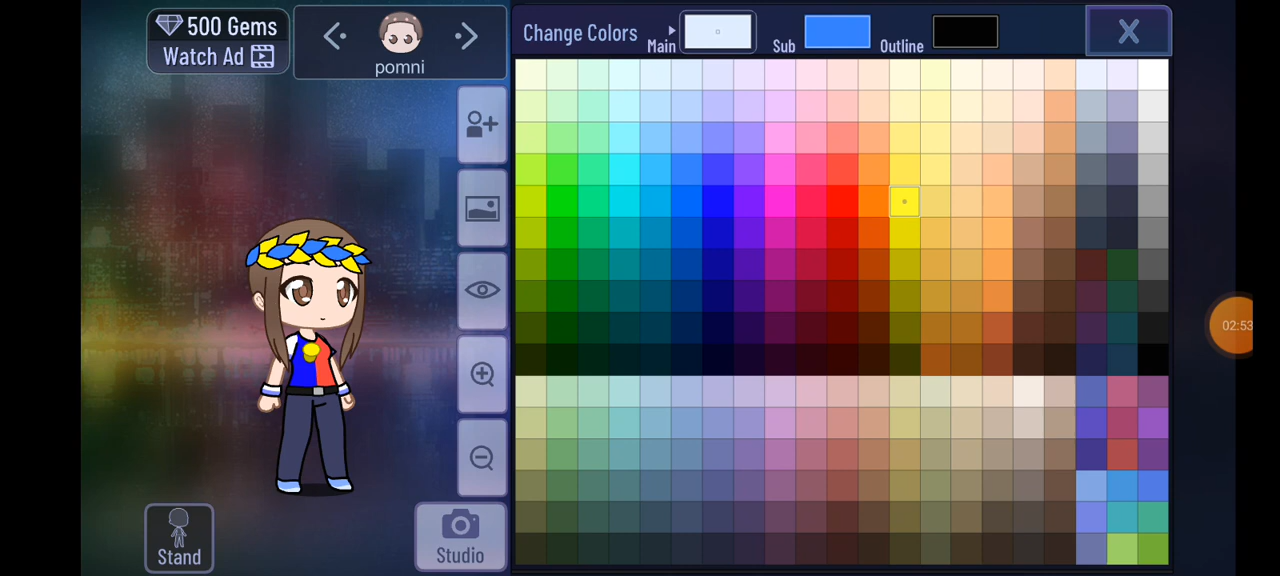 500 Gems
Watch Ad
pomni
Change Colors
Main
Sub
Outline
X
02:53
Stand
Studio